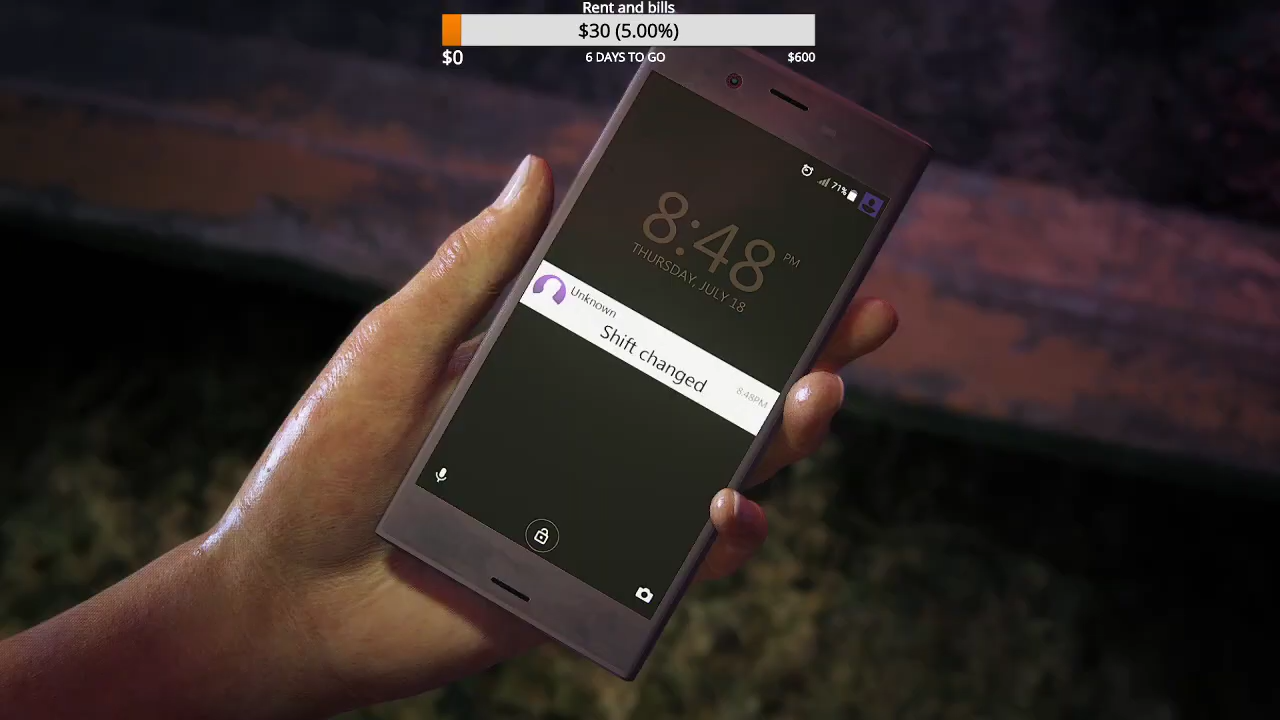 Rent and bills
$30 (5.00%)
$0
6 DAYS TO GO
$600
71%
8:48 PM
THURSDAY, JULY 18
Unknown
Shift changed
8:48PM